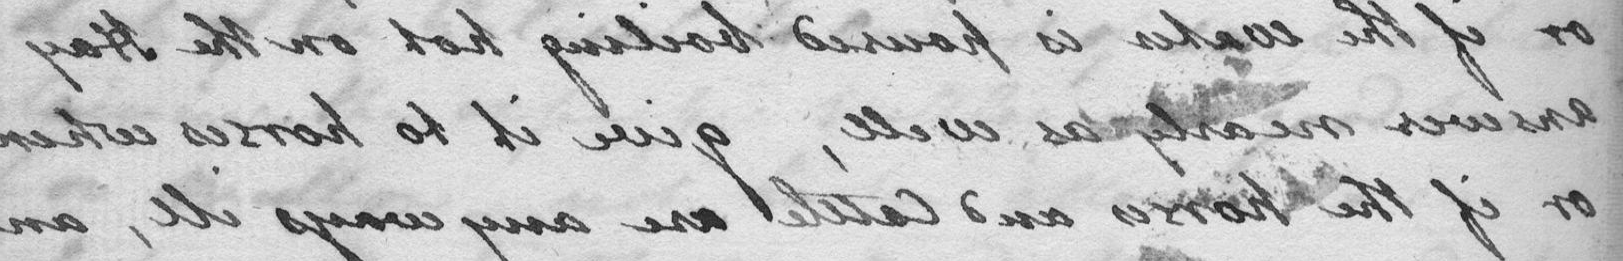 or if the water is poured boiling hot on the Hay
answer nearly as well, give it to horses when
or if the horses and Cattle are any ways ill, an